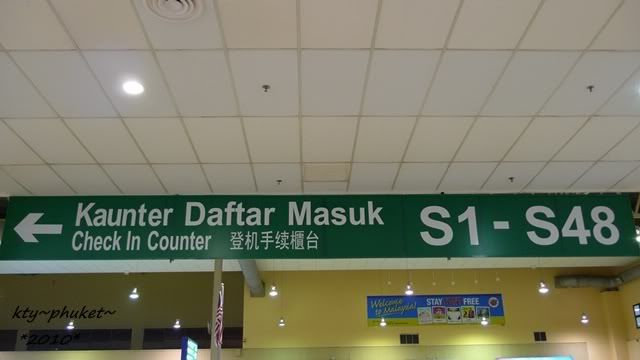 Kaunter Daftar Masuk
Check In Counter 登机手续櫃台
S1 - S48
Welcome to Malaysia!
STAY FREE
kty~phuket~
*2010*